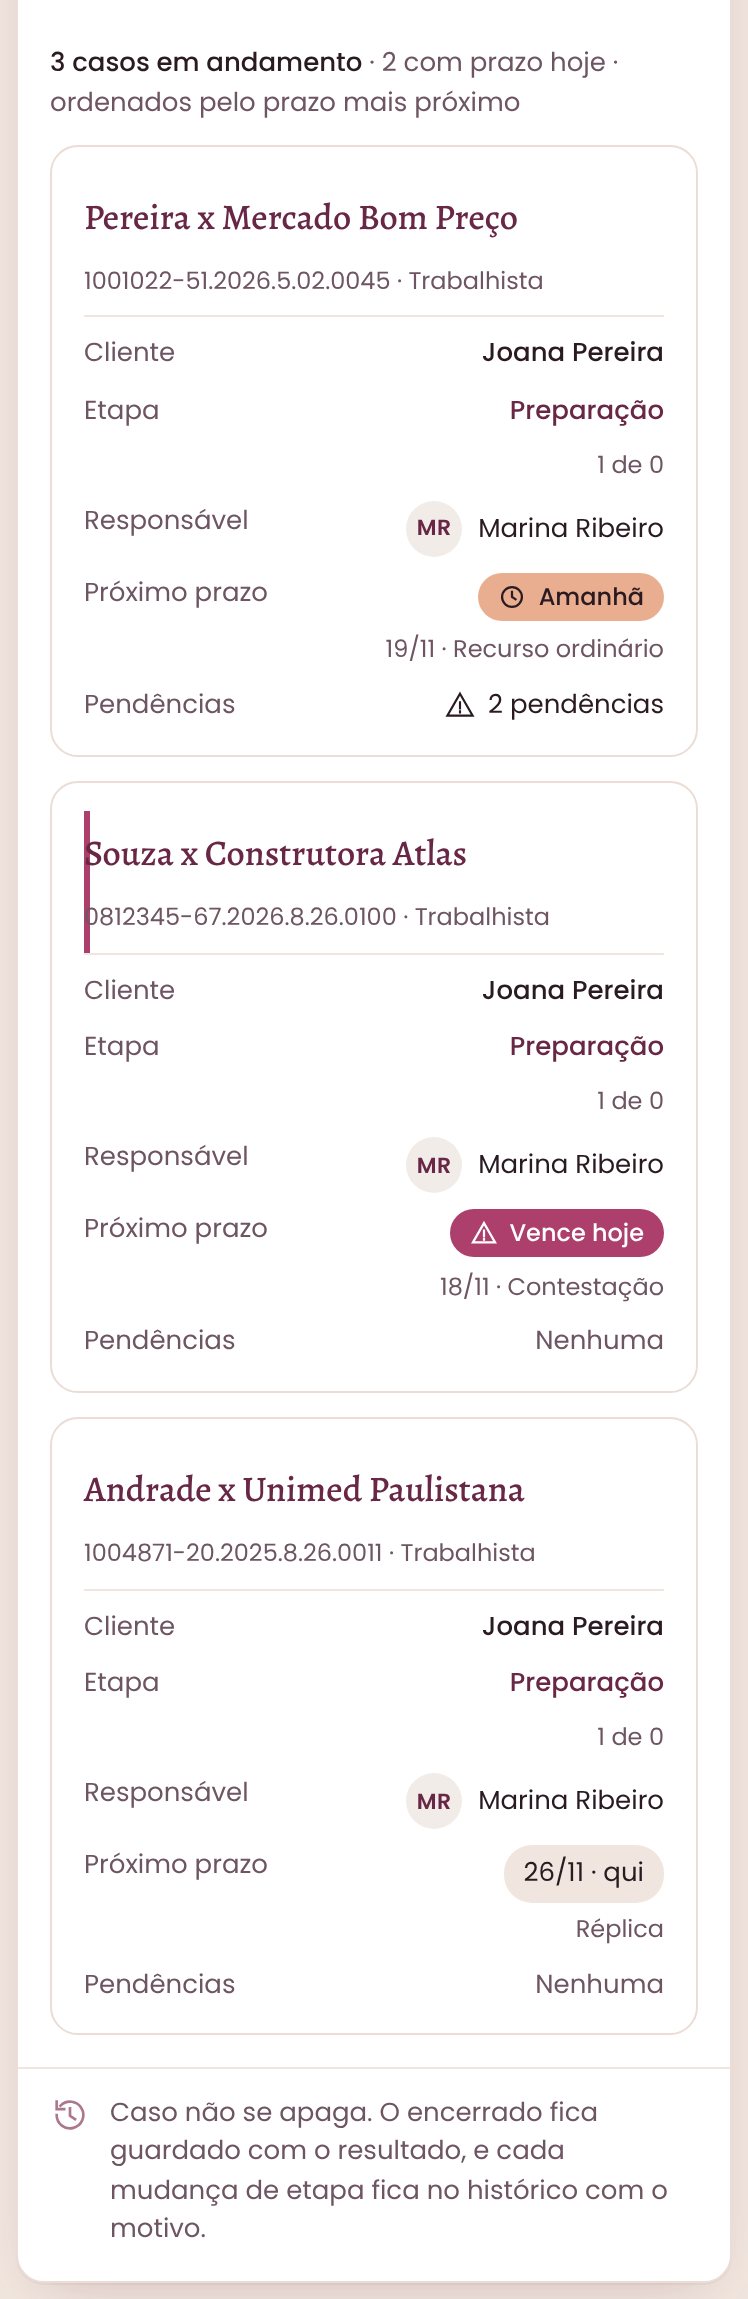 3 casos em andamento · 2 com prazo hoje ·
ordenados pelo prazo mais próximo
Pereira x Mercado Bom Preço
1001022-51.2026.5.02.0045 · Trabalhista
Cliente Joana Pereira
Etapa Preparação
1 de 0
Responsável MR Marina Ribeiro
Próximo prazo Amanhã
19/11 · Recurso ordinário
Pendências 2 pendências
Souza x Construtora Atlas
0812345-67.2026.8.26.0100 · Trabalhista
Cliente Joana Pereira
Etapa Preparação
1 de 0
Responsável MR Marina Ribeiro
Próximo prazo Vence hoje
18/11 · Contestação
Pendências Nenhuma
Andrade x Unimed Paulistana
1004871-20.2025.8.26.0011 · Trabalhista
Cliente Joana Pereira
Etapa Preparação
1 de 0
Responsável MR Marina Ribeiro
Próximo prazo 26/11 · qui
Réplica
Pendências Nenhuma
Caso não se apaga. O encerrado fica
guardado com o resultado, e cada
mudança de etapa fica no histórico com o
motivo.